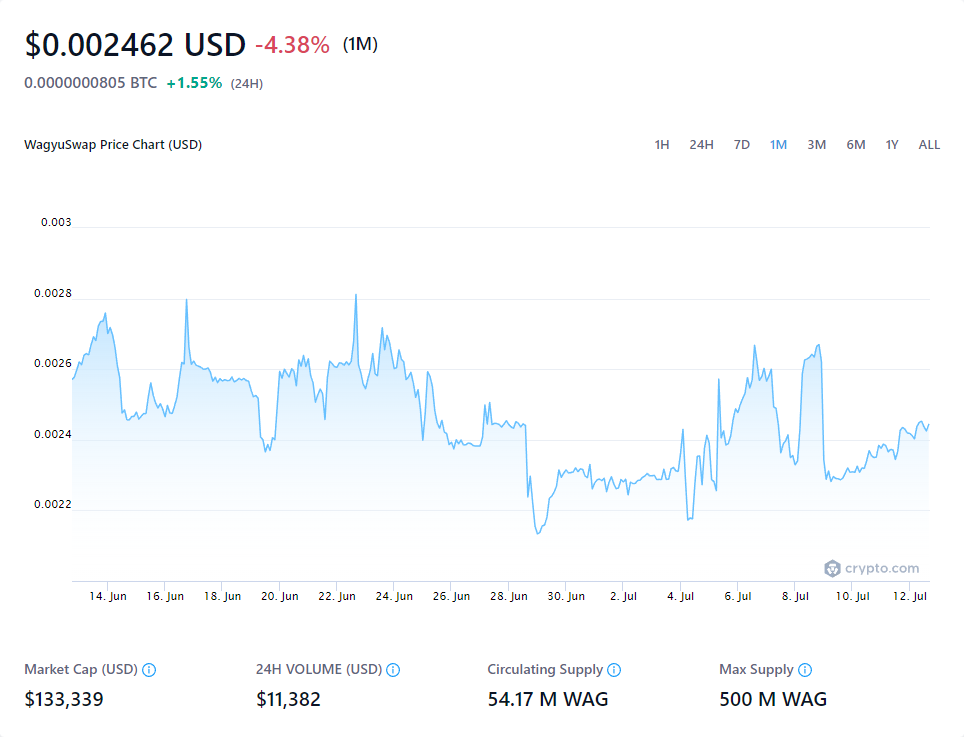 $0.002462 USD -4.38% (1M)
0.0000000805 BTC +1.55% (24H)
WagyuSwap Price Chart (USD) 1H 24H 7D 1M 3M 6M 1Y ALL
0.003
0.0028
0.0026
0.0024
0.0022
crypto.com
14. Jun 16. Jun 18. Jun 20. Jun 22. Jun 24. Jun 26. Jun 28. Jun 30. Jun 2. Jul 4. Jul 6. Jul 8. Jul 10. Jul 12. Jul
Market Cap (USD) 24H VOLUME (USD) Circulating Supply Max Supply
$133,339 $11,382 54.17 M WAG 500 M WAG